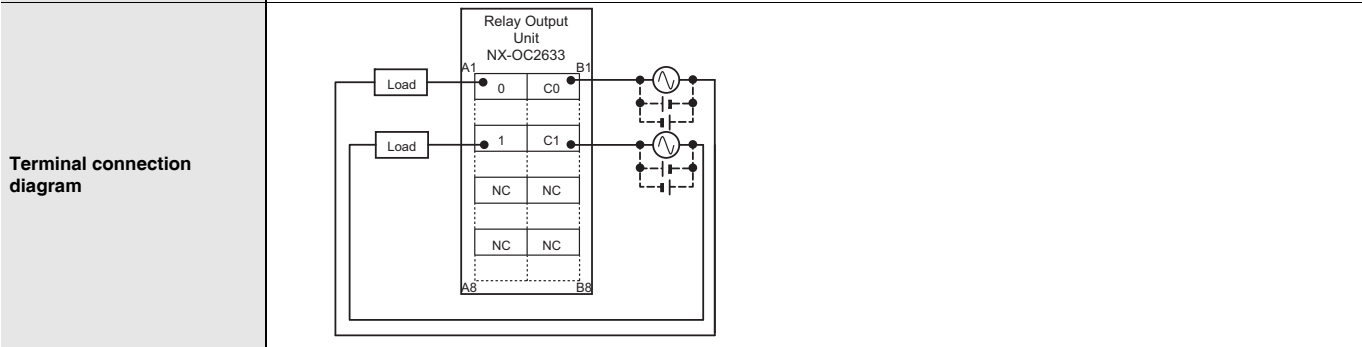 Terminal connection
diagram
Relay Output
Unit
NX-OC2633
A1 B1
Load 0 C0
Load 1 C1
NC NC
NC NC
A8 B8